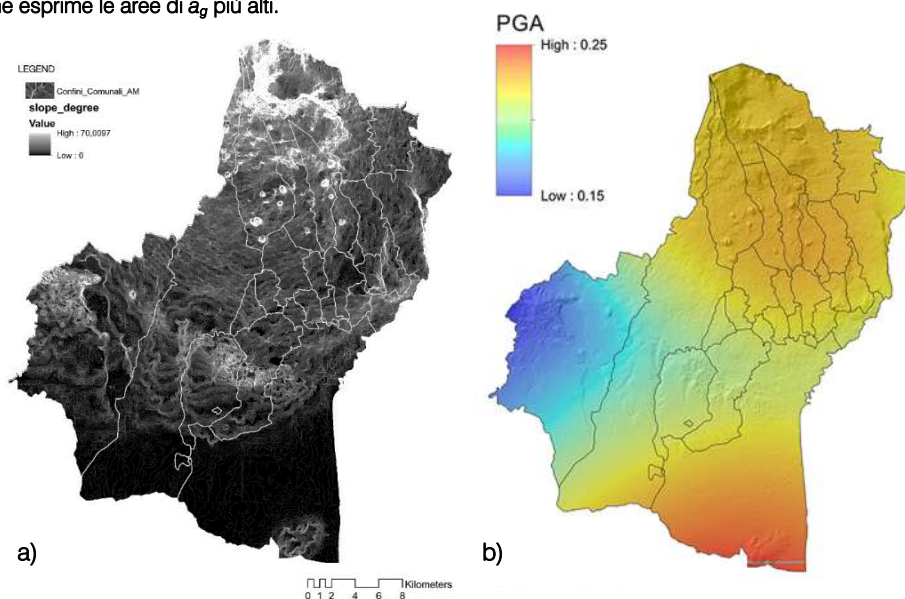 ne esprime le aree di ag più alti.
LEGEND
Confini_Comunali_AM
slope_degree
Value
High : 70,0097
Low : 0
PGA
High : 0.25
Low : 0.15
a)
b)
Kilometers
0 1 2 4 6 8